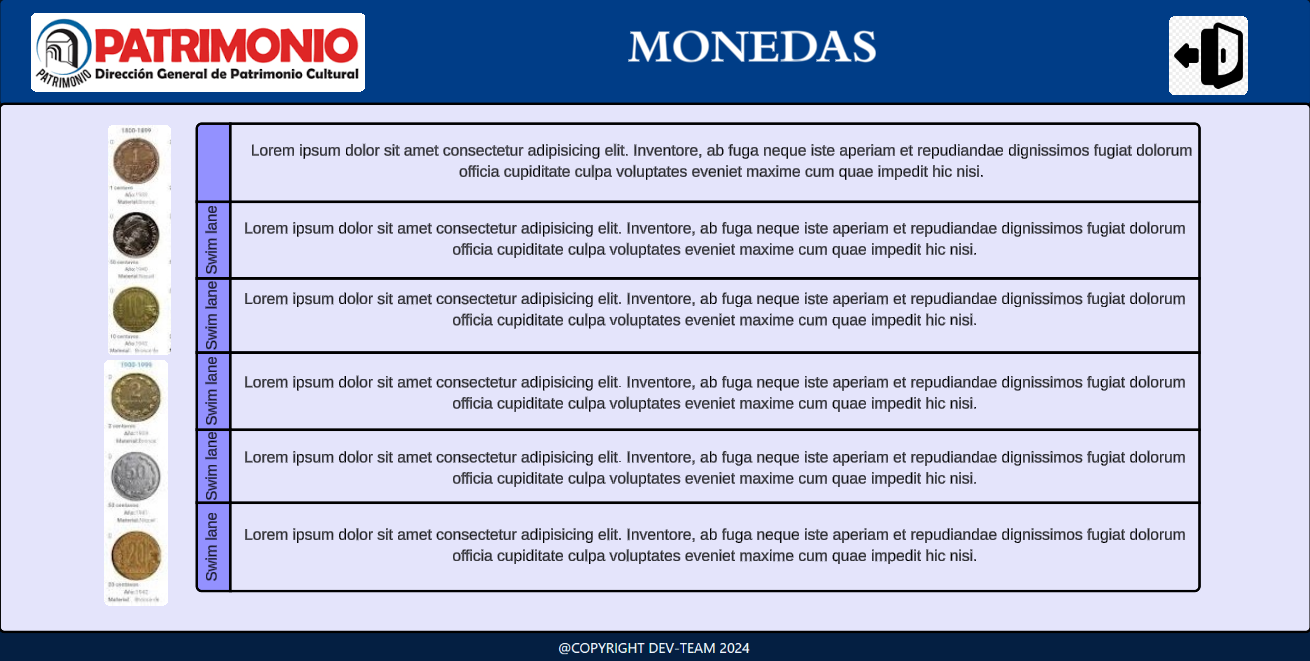 PATRIMONIO
Dirección General de Patrimonio Cultural
PATRIMONIO
MONEDAS
1800-1899
1
1 centavo
Año:
Material:Bronce
50 centavos
Año:1940
Material:Niquel
10
10 centavos
Año:1942
Material: Bronce de
1900-1999
2
2 centavos
Año:1939
Material:Bronce
50
50 centavos
Año:1941
Material:Niquel
20
20 centavos
Año:1942
Material: Bronce de
Lorem ipsum dolor sit amet consectetur adipisicing elit. Inventore, ab fuga neque iste aperiam et repudiandae dignissimos fugiat dolorum
officia cupiditate culpa voluptates eveniet maxime cum quae impedit hic nisi.
Swim lane
Lorem ipsum dolor sit amet consectetur adipisicing elit. Inventore, ab fuga neque iste aperiam et repudiandae dignissimos fugiat dolorum
officia cupiditate culpa voluptates eveniet maxime cum quae impedit hic nisi.
Swim lane
Lorem ipsum dolor sit amet consectetur adipisicing elit. Inventore, ab fuga neque iste aperiam et repudiandae dignissimos fugiat dolorum
officia cupiditate culpa voluptates eveniet maxime cum quae impedit hic nisi.
Swim lane
Lorem ipsum dolor sit amet consectetur adipisicing elit. Inventore, ab fuga neque iste aperiam et repudiandae dignissimos fugiat dolorum
officia cupiditate culpa voluptates eveniet maxime cum quae impedit hic nisi.
Swim lane
Lorem ipsum dolor sit amet consectetur adipisicing elit. Inventore, ab fuga neque iste aperiam et repudiandae dignissimos fugiat dolorum
officia cupiditate culpa voluptates eveniet maxime cum quae impedit hic nisi.
Swim lane
Lorem ipsum dolor sit amet consectetur adipisicing elit. Inventore, ab fuga neque iste aperiam et repudiandae dignissimos fugiat dolorum
officia cupiditate culpa voluptates eveniet maxime cum quae impedit hic nisi.
@COPYRIGHT DEV-TEAM 2024